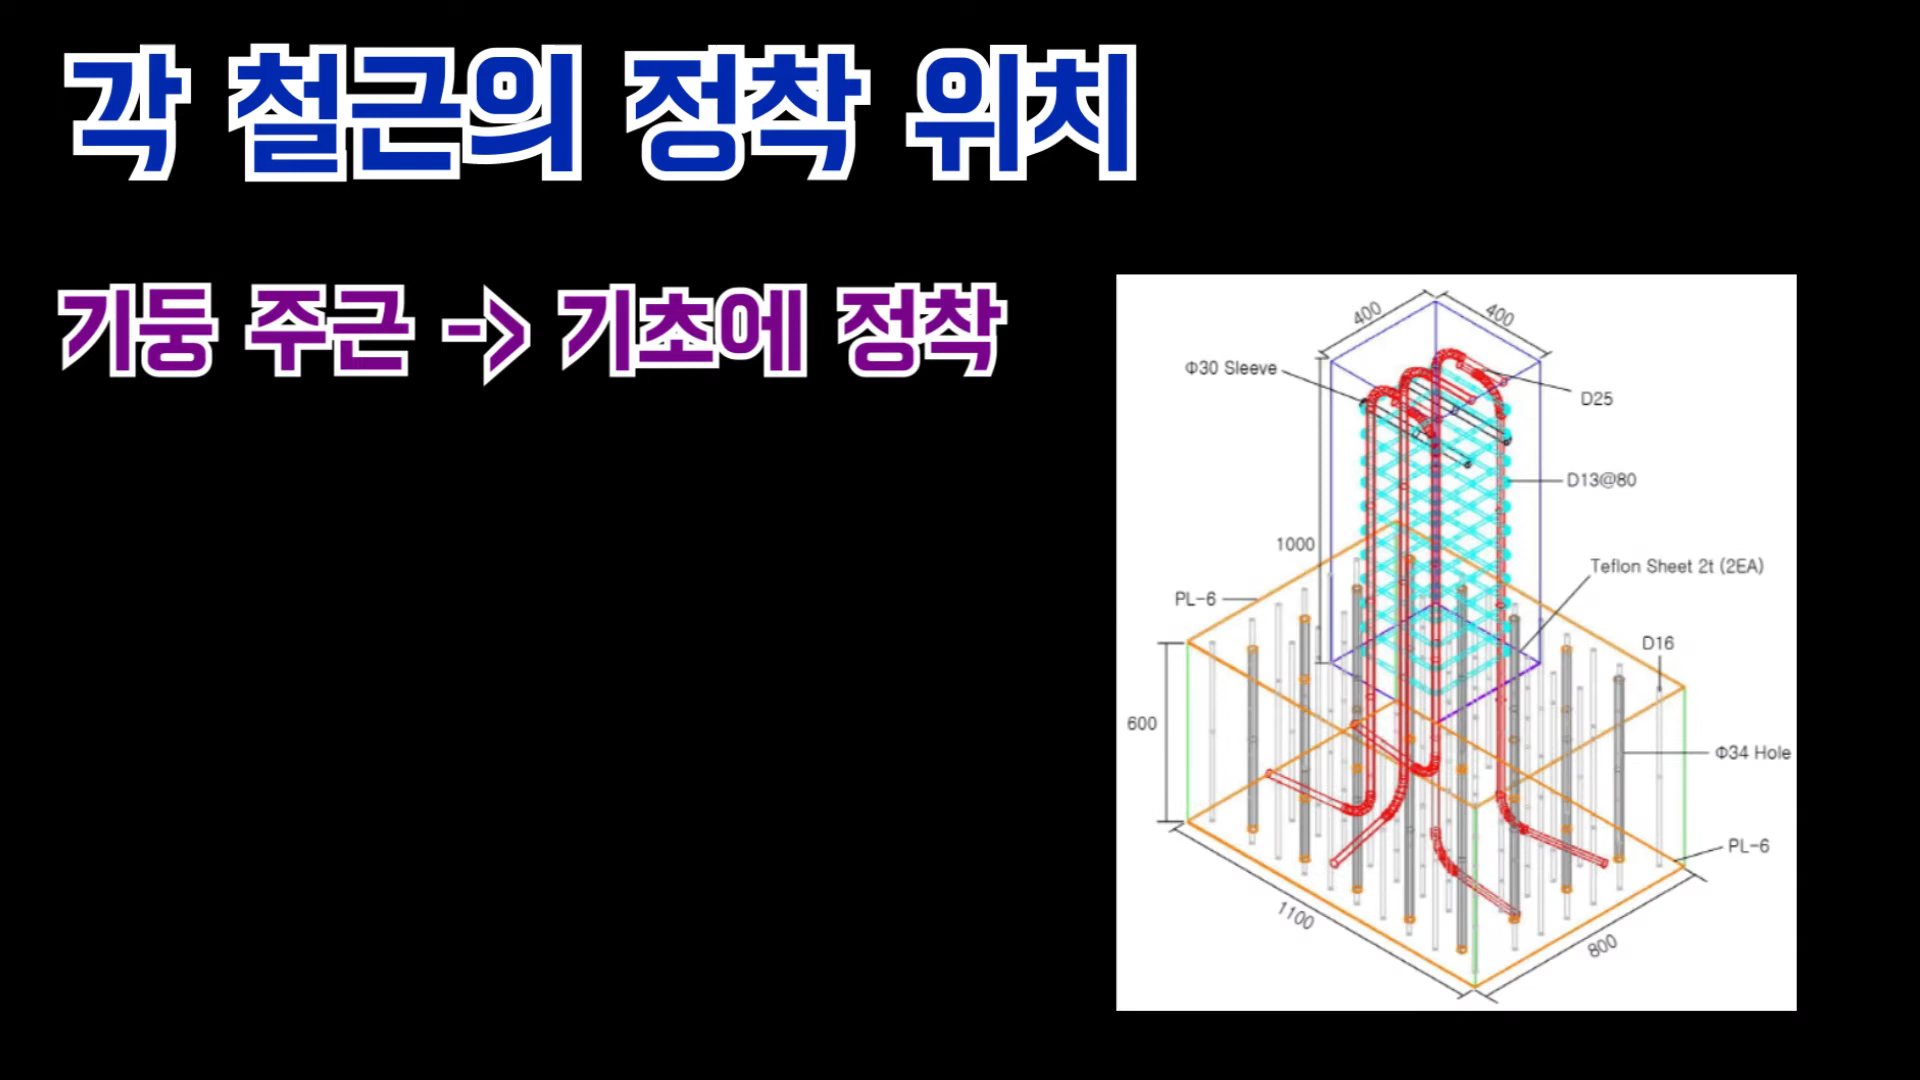 각 철근의 정착 위치
기둥 주근 -> 기초에 정착
400
400
Φ30 Sleeve
D25
D13@80
1000
Teflon Sheet 2t (2EA)
PL-6
D16
600
Φ34 Hole
PL-6
1100
800